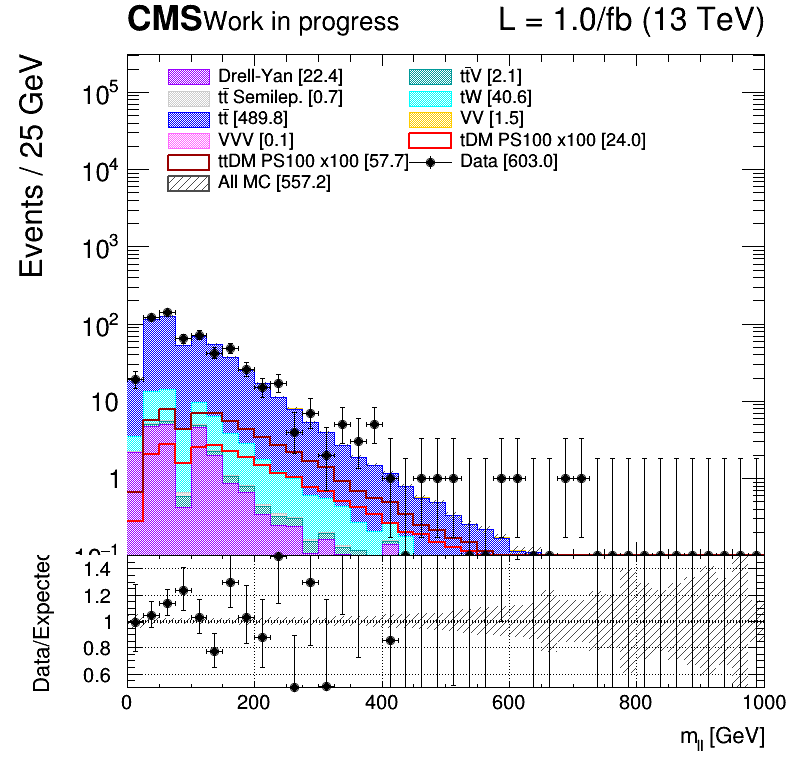 CMS Work in progress L = 1.0/fb (13 TeV)
Events / 25 GeV
Drell-Yan [22.4] tt̄V [2.1]
tt̄ Semilep. [0.7] tW [40.6]
tt̄ [489.8] VV [1.5]
VVV [0.1] tDM PS100 x100 [24.0]
ttDM PS100 x100 [57.7] Data [603.0]
All MC [557.2]
10⁵
10⁴
10³
10²
10
1
10⁻¹
Data/Expected
1.4
1.2
1
0.8
0.6
0 200 400 600 800 1000
m_ll [GeV]